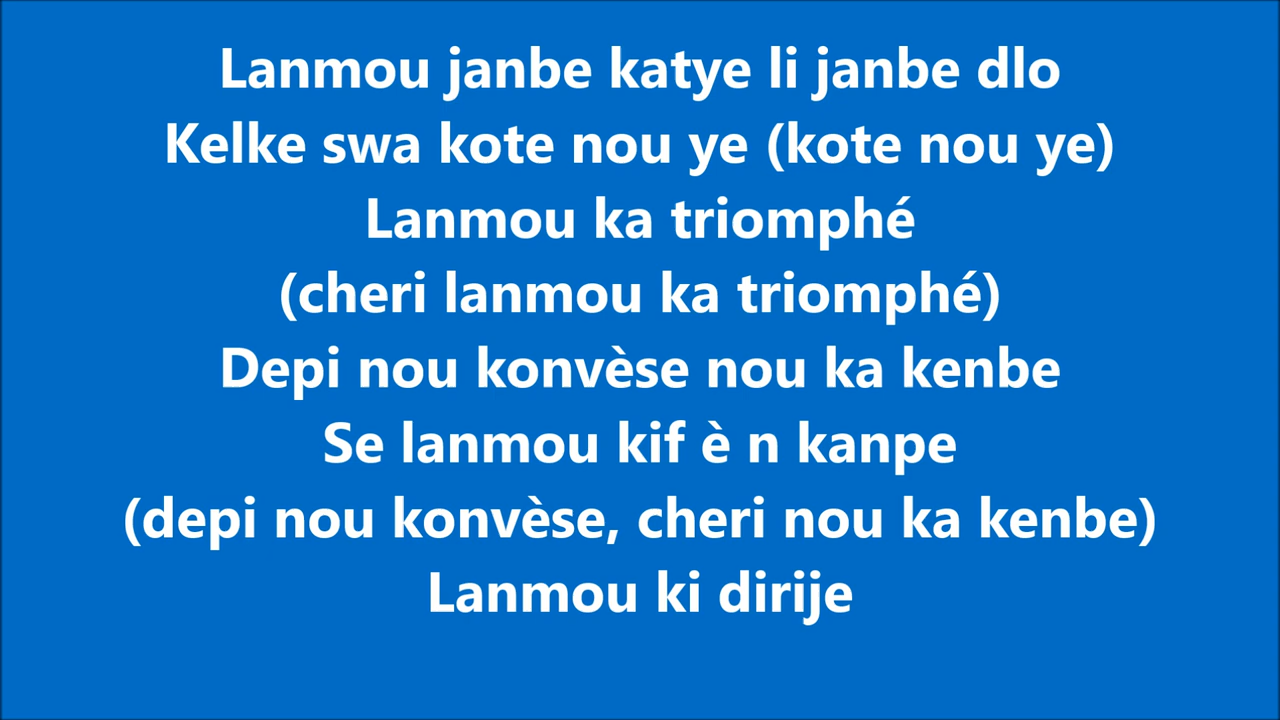 Lanmou janbe katye li janbe dlo
Kelke swa kote nou ye (kote nou ye)
Lanmou ka triomphé
(cheri lanmou ka triomphé)
Depi nou konvèse nou ka kenbe
Se lanmou kif è n kanpe
(depi nou konvèse, cheri nou ka kenbe)
Lanmou ki dirije